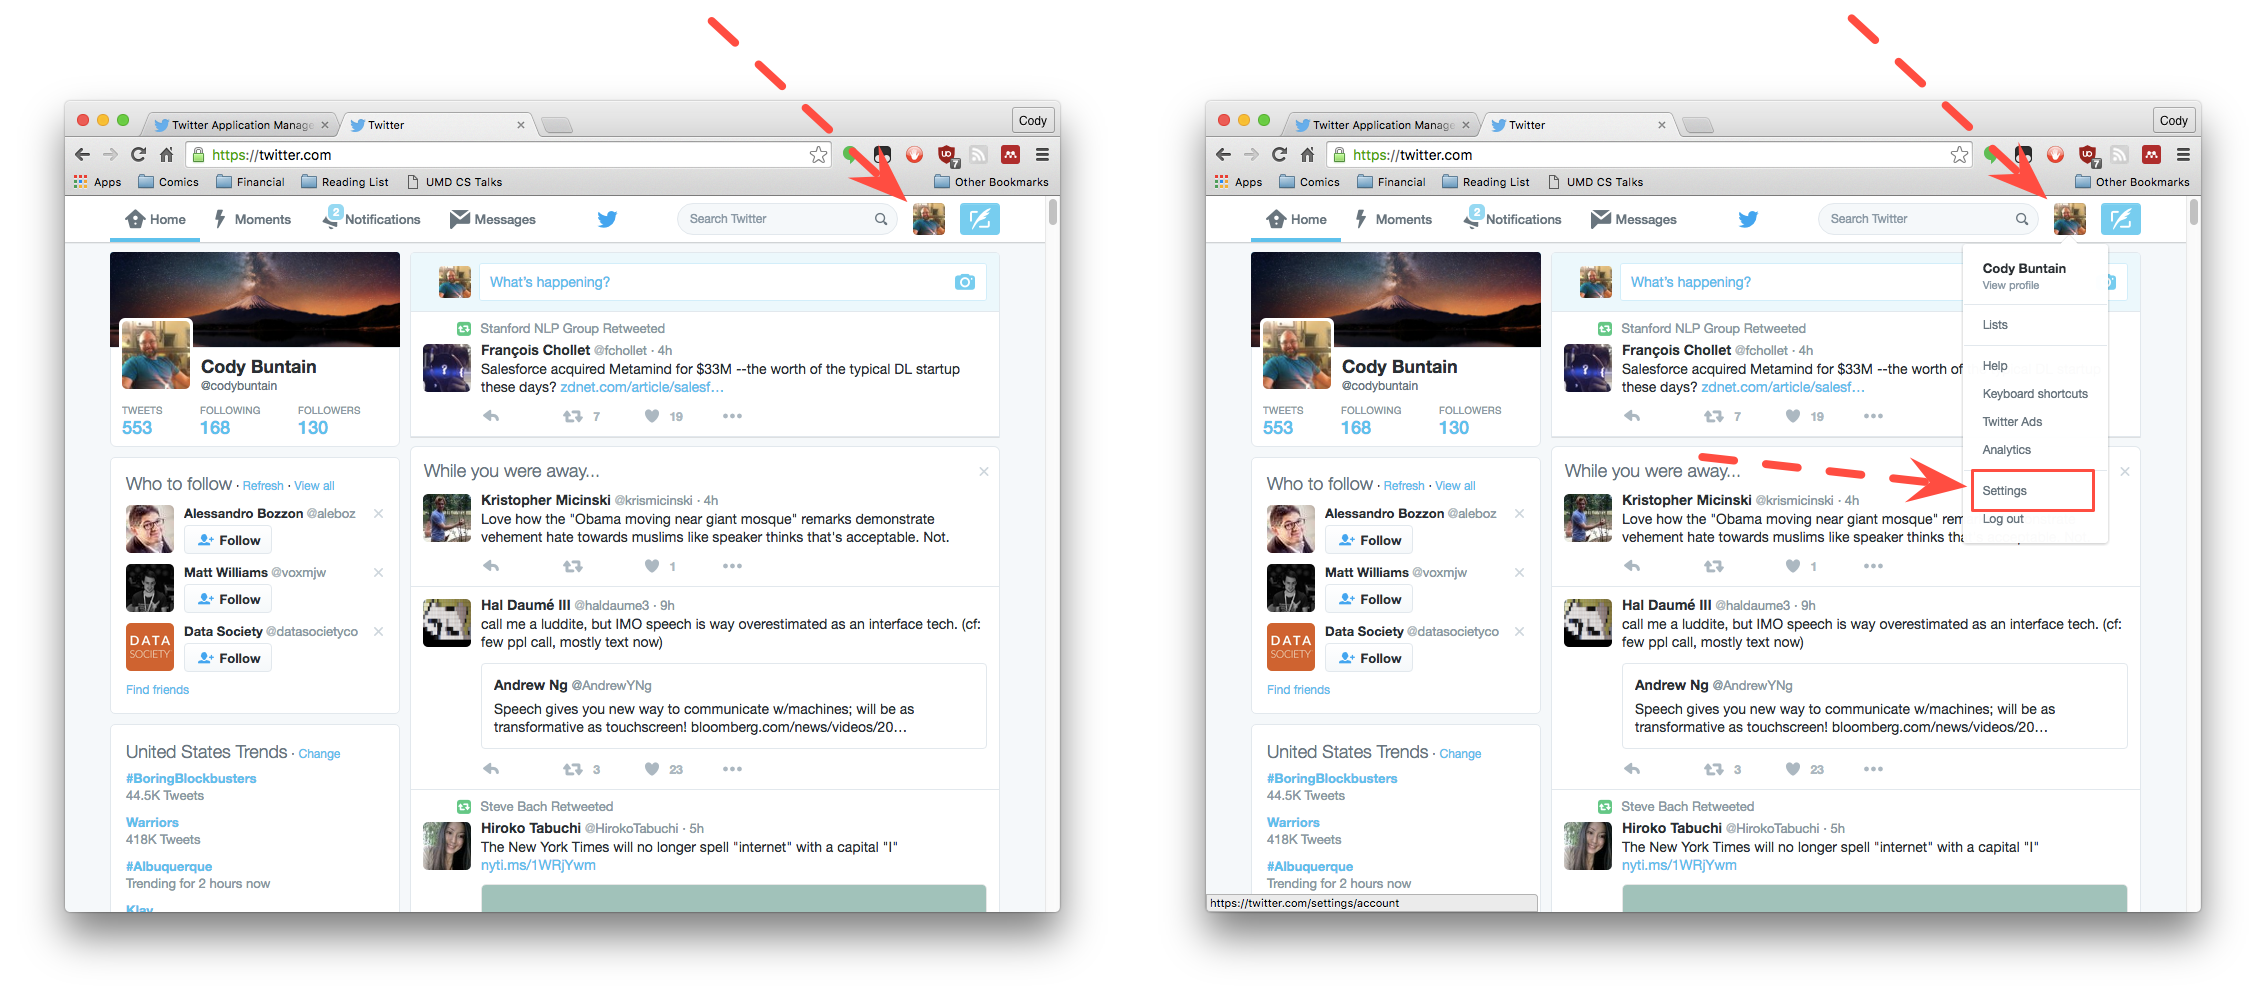 Twitter Application Manage
Twitter
Cody
https://twitter.com
7
Apps
Comics
Financial
Reading List
UMD CS Talks
Other Bookmarks
Home
Moments
2
Notifications
Messages
Search Twitter
Cody Buntain
@codybuntain
TWEETS FOLLOWING FOLLOWERS
553 168 130
Who to follow · Refresh · View all
Alessandro Bozzon @aleboz
Follow
Matt Williams @voxmjw
Follow
DATA
SOCIETY
Data Society @datasocietyco
Follow
Find friends
United States Trends · Change
#BoringBlockbusters
44.5K Tweets
Warriors
418K Tweets
#Albuquerque
Trending for 2 hours now
Klay
What's happening?
Stanford NLP Group Retweeted
François Chollet @fchollet · 4h
Salesforce acquired Metamind for $33M --the worth of the typical DL startup
these days? zdnet.com/article/salesf…
7 19
While you were away...
Kristopher Micinski @krismicinski · 4h
Love how the "Obama moving near giant mosque" remarks demonstrate
vehement hate towards muslims like speaker thinks that's acceptable. Not.
1
Hal Daumé III @haldaume3 · 9h
call me a luddite, but IMO speech is way overestimated as an interface tech. (cf:
few ppl call, mostly text now)
Andrew Ng @AndrewYNg
Speech gives you new way to communicate w/machines; will be as
transformative as touchscreen! bloomberg.com/news/videos/20…
3 23
Steve Bach Retweeted
Hiroko Tabuchi @HirokoTabuchi · 5h
The New York Times will no longer spell "internet" with a capital "I"
nyti.ms/1WRjYwm
Twitter Application Manage
Twitter
Cody
https://twitter.com
7
Apps
Comics
Financial
Reading List
UMD CS Talks
Other Bookmarks
Home
Moments
2
Notifications
Messages
Search Twitter
Cody Buntain
@codybuntain
TWEETS FOLLOWING FOLLOWERS
553 168 130
Who to follow · Refresh · View all
Alessandro Bozzon @aleboz
Follow
Matt Williams @voxmjw
Follow
DATA
SOCIETY
Data Society @datasocietyco
Follow
Find friends
United States Trends · Change
#BoringBlockbusters
44.5K Tweets
Warriors
418K Tweets
#Albuquerque
Trending for 2 hours now
https://twitter.com/settings/account
What's happening?
Stanford NLP Group Retweeted
François Chollet @fchollet · 4h
Salesforce acquired Metamind for $33M --the worth of
these days? zdnet.com/article/salesf…
7 19
While you were away...
Kristopher Micinski @krismicinski · 4h
Love how the "Obama moving near giant mosque" rem
vehement hate towards muslims like speaker thinks tha
1
Hal Daumé III @haldaume3 · 9h
call me a luddite, but IMO speech is way overestimated as an interface tech. (cf:
few ppl call, mostly text now)
Andrew Ng @AndrewYNg
Speech gives you new way to communicate w/machines; will be as
transformative as touchscreen! bloomberg.com/news/videos/20…
3 23
Steve Bach Retweeted
Hiroko Tabuchi @HirokoTabuchi · 5h
The New York Times will no longer spell "internet" with a capital "I"
nyti.ms/1WRjYwm
Cody Buntain
View profile
Lists
Help
Keyboard shortcuts
Twitter Ads
Analytics
Settings
Log out